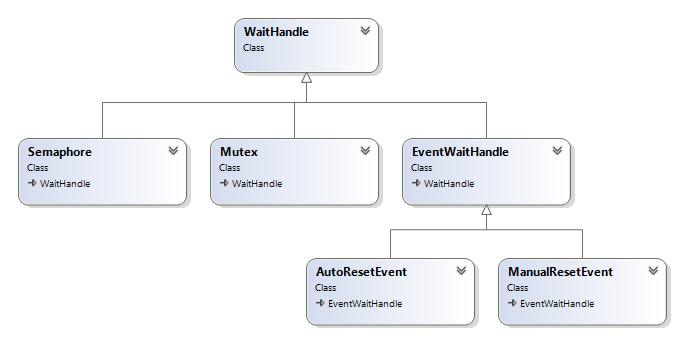 WaitHandle
Class
Semaphore
Class
WaitHandle
Mutex
Class
WaitHandle
EventWaitHandle
Class
WaitHandle
AutoResetEvent
Class
EventWaitHandle
ManualResetEvent
Class
EventWaitHandle